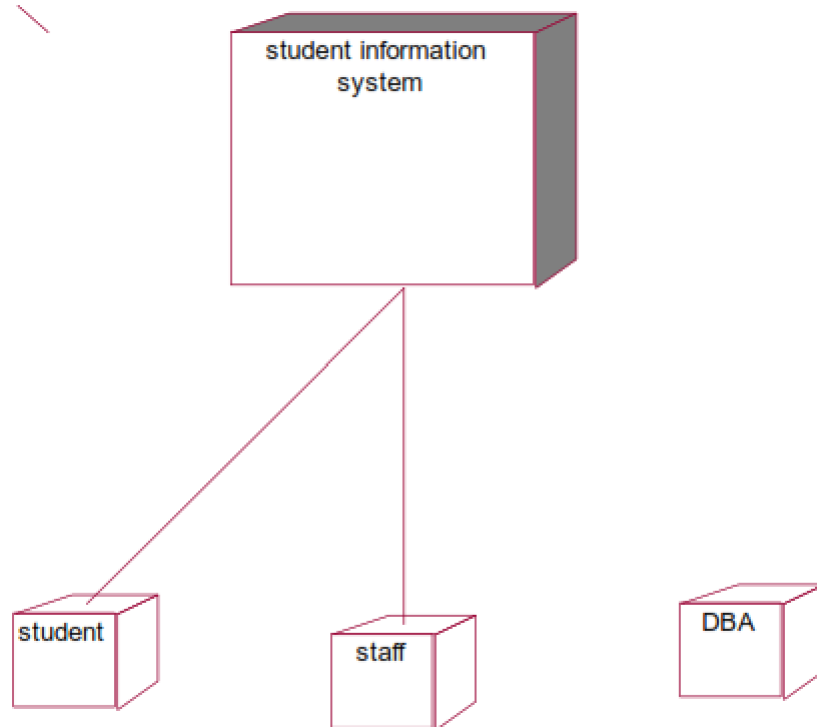 student information
system
student
staff
DBA